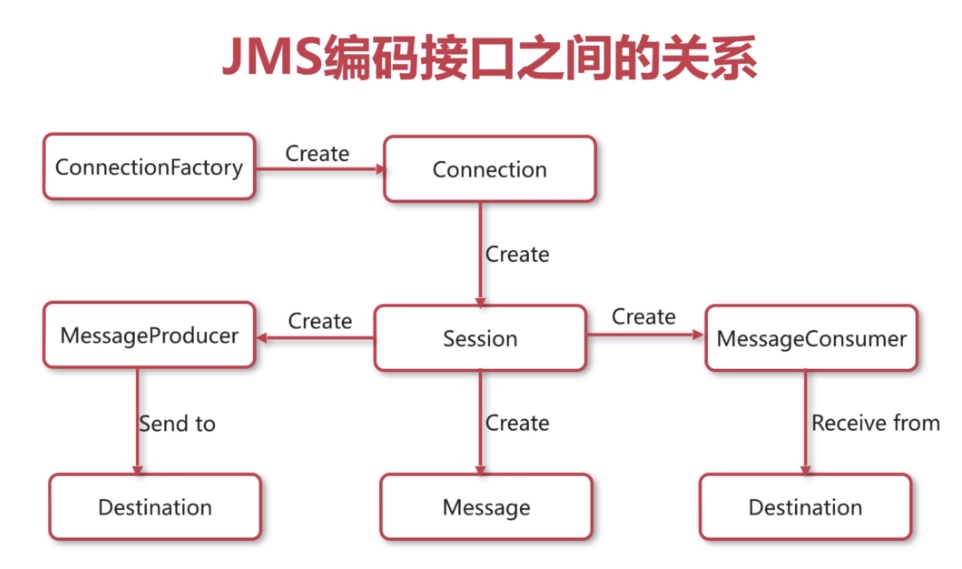 JMS编码接口之间的关系
ConnectionFactory
Create
Connection
Create
MessageProducer
Create
Session
Create
MessageConsumer
Send to
Create
Receive from
Destination
Message
Destination